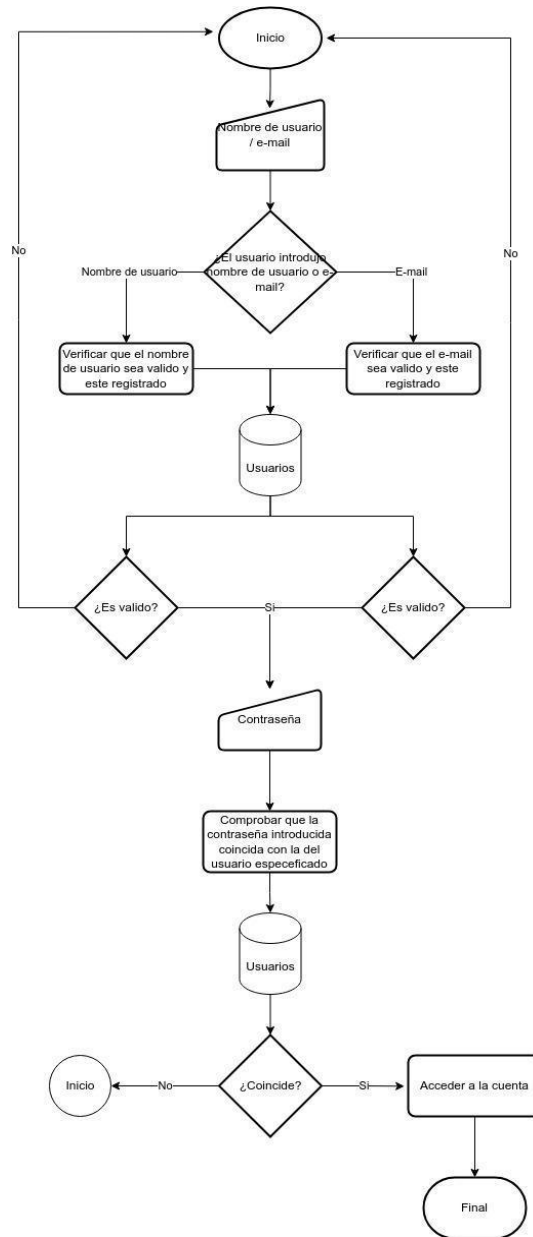 Inicio
Nombre de usuario
/ e-mail
No
No
¿El usuario introdujo
nombre de usuario o e-
mail?
Nombre de usuario
E-mail
Verificar que el nombre
de usuario sea valido y
este registrado
Verificar que el e-mail
sea valido y este
registrado
Usuarios
¿Es valido?
Si
¿Es valido?
Contraseña
Comprobar que la
contraseña introducida
coincida con la del
usuario especeficado
Usuarios
Inicio
No
¿Coincide?
Si
Acceder a la cuenta
Final